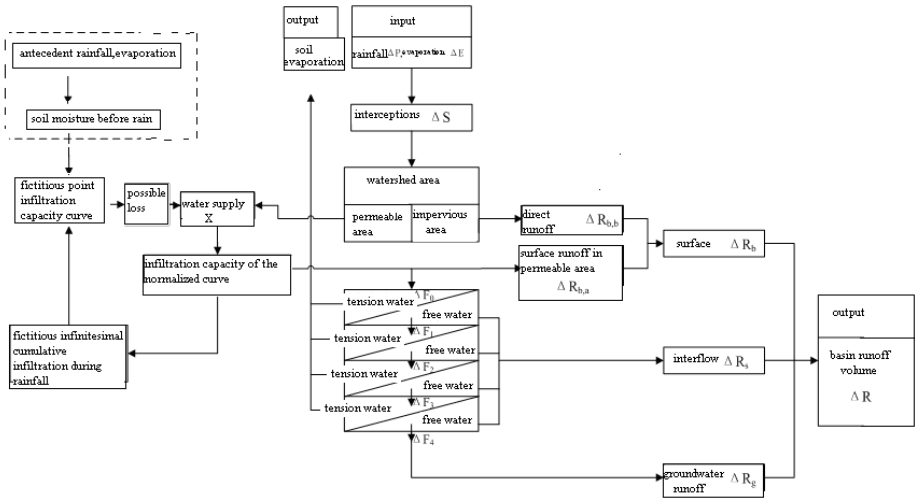 output
input
soil
evaporation
rainfall ΔP, evaporation ΔE
antecedent rainfall,evaporation
soil moisture before rain
interceptions ΔS
watershed area
permeable
area
impervious
area
fictitious point
infiltration
capacity curve
possible
loss
water supply
X
direct
runoff
ΔR_b,b
surface runoff in
permeable area
ΔR_b,a
surface ΔR_b
infiltration capacity of the
normalized curve
ΔF_0
tension water
free water
ΔF_1
tension water
free water
ΔF_2
tension water
free water
ΔF_3
tension water
free water
ΔF_4
fictitious infinitesimal
cumulative
infiltration during
rainfall
interflow ΔR_s
groundwater
runoff
ΔR_g
output
basin runoff
volume
ΔR